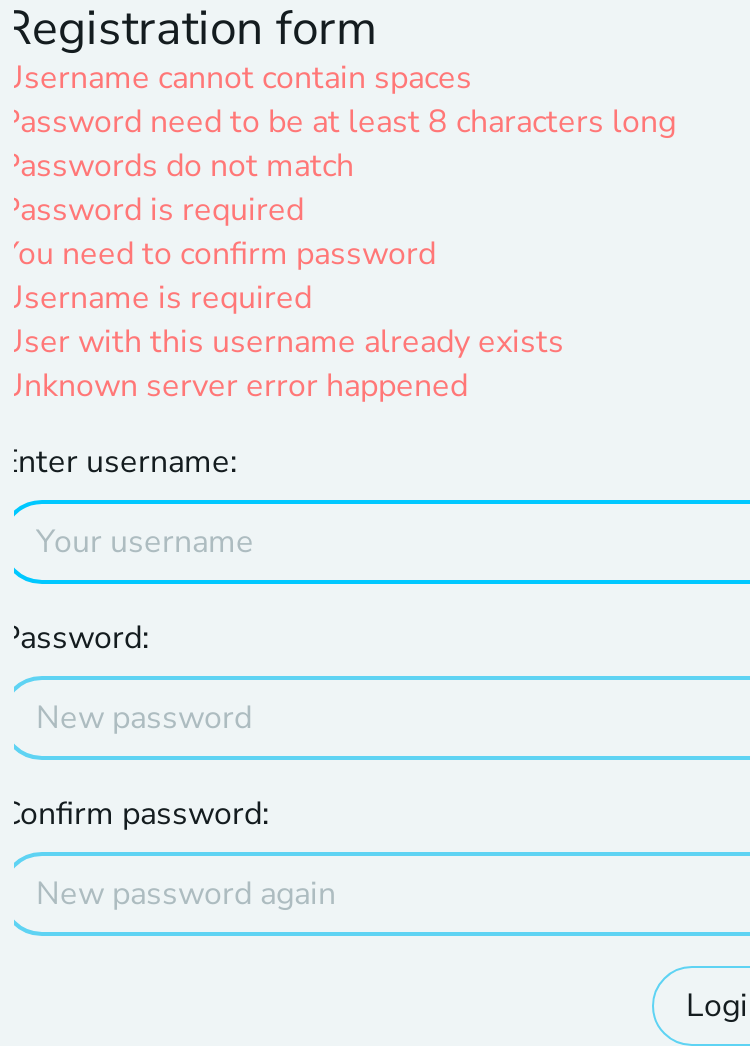 Registration form
Username cannot contain spaces
Password need to be at least 8 characters long
Passwords do not match
Password is required
You need to confirm password
Username is required
User with this username already exists
Unknown server error happened
Enter username:
Your username
Password:
New password
Confirm password:
New password again
Logi